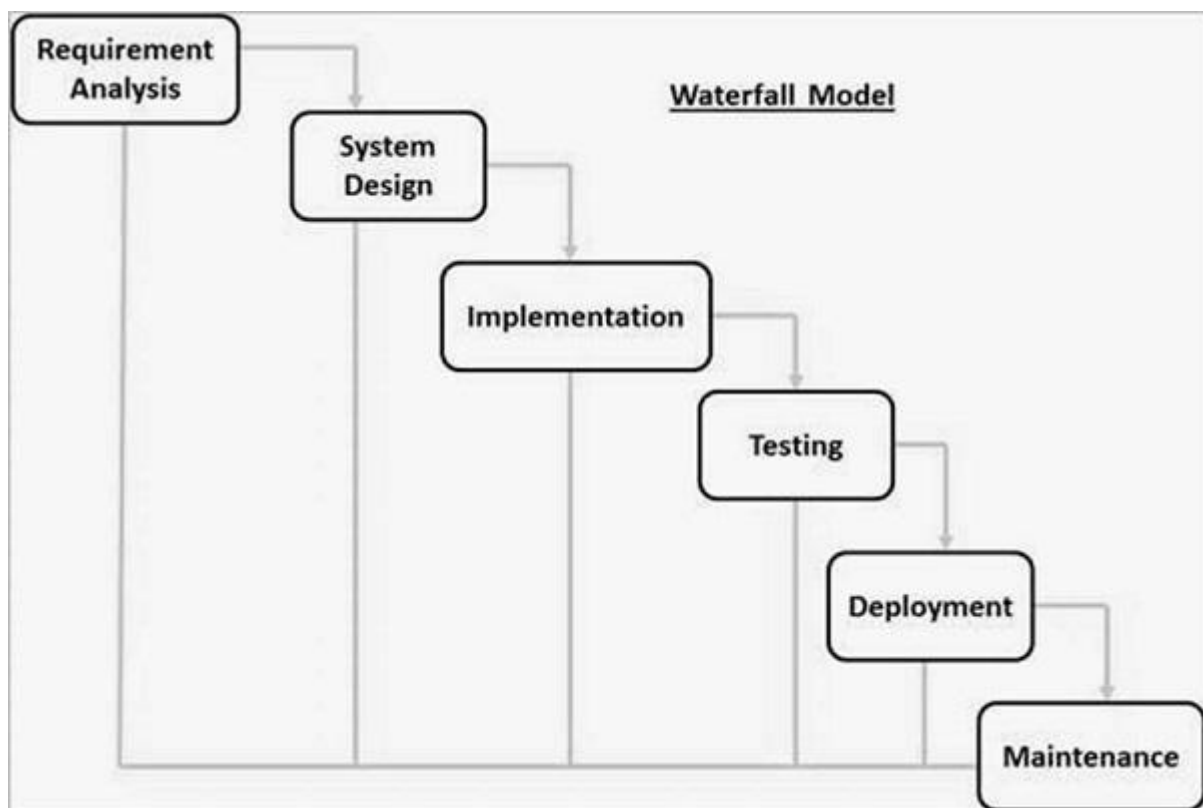 Requirement
Analysis
Waterfall Model
System
Design
Implementation
Testing
Deployment
Maintenance